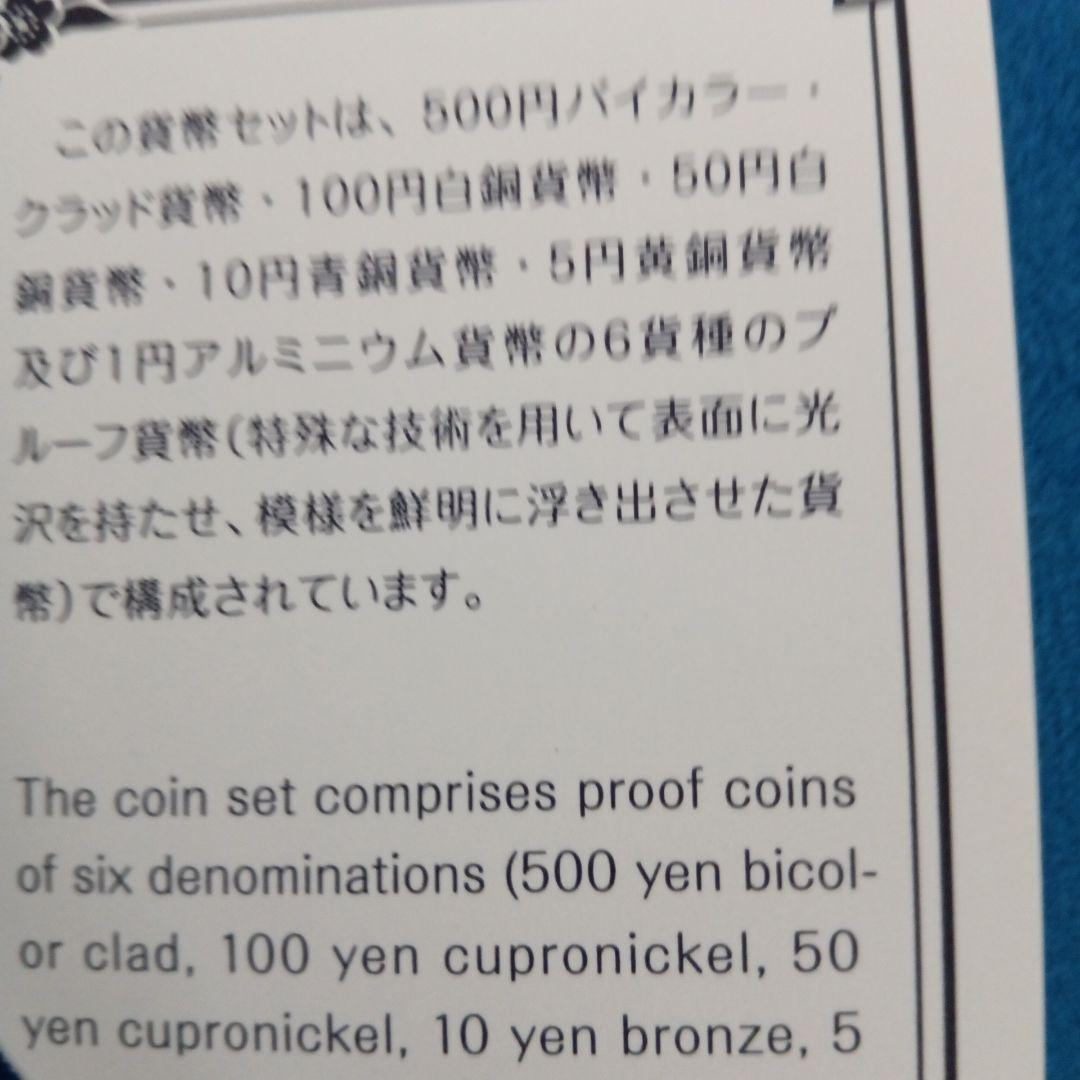 この貨幣セットは、500円バイカラー・
クラッド貨幣・100円白銅貨幣・50円白
銅貨幣・10円青銅貨幣・5円黄銅貨幣
及び1円アルミニウム貨幣の6貨種のプ
ルーフ貨幣(特殊な技術を用いて表面に光
沢を持たせ、模様を鮮明に浮き出させた貨
幣)で構成されています。
The coin set comprises proof coins
of six denominations (500 yen bicol-
or clad, 100 yen cupronickel, 50
yen cupronickel, 10 yen bronze, 5